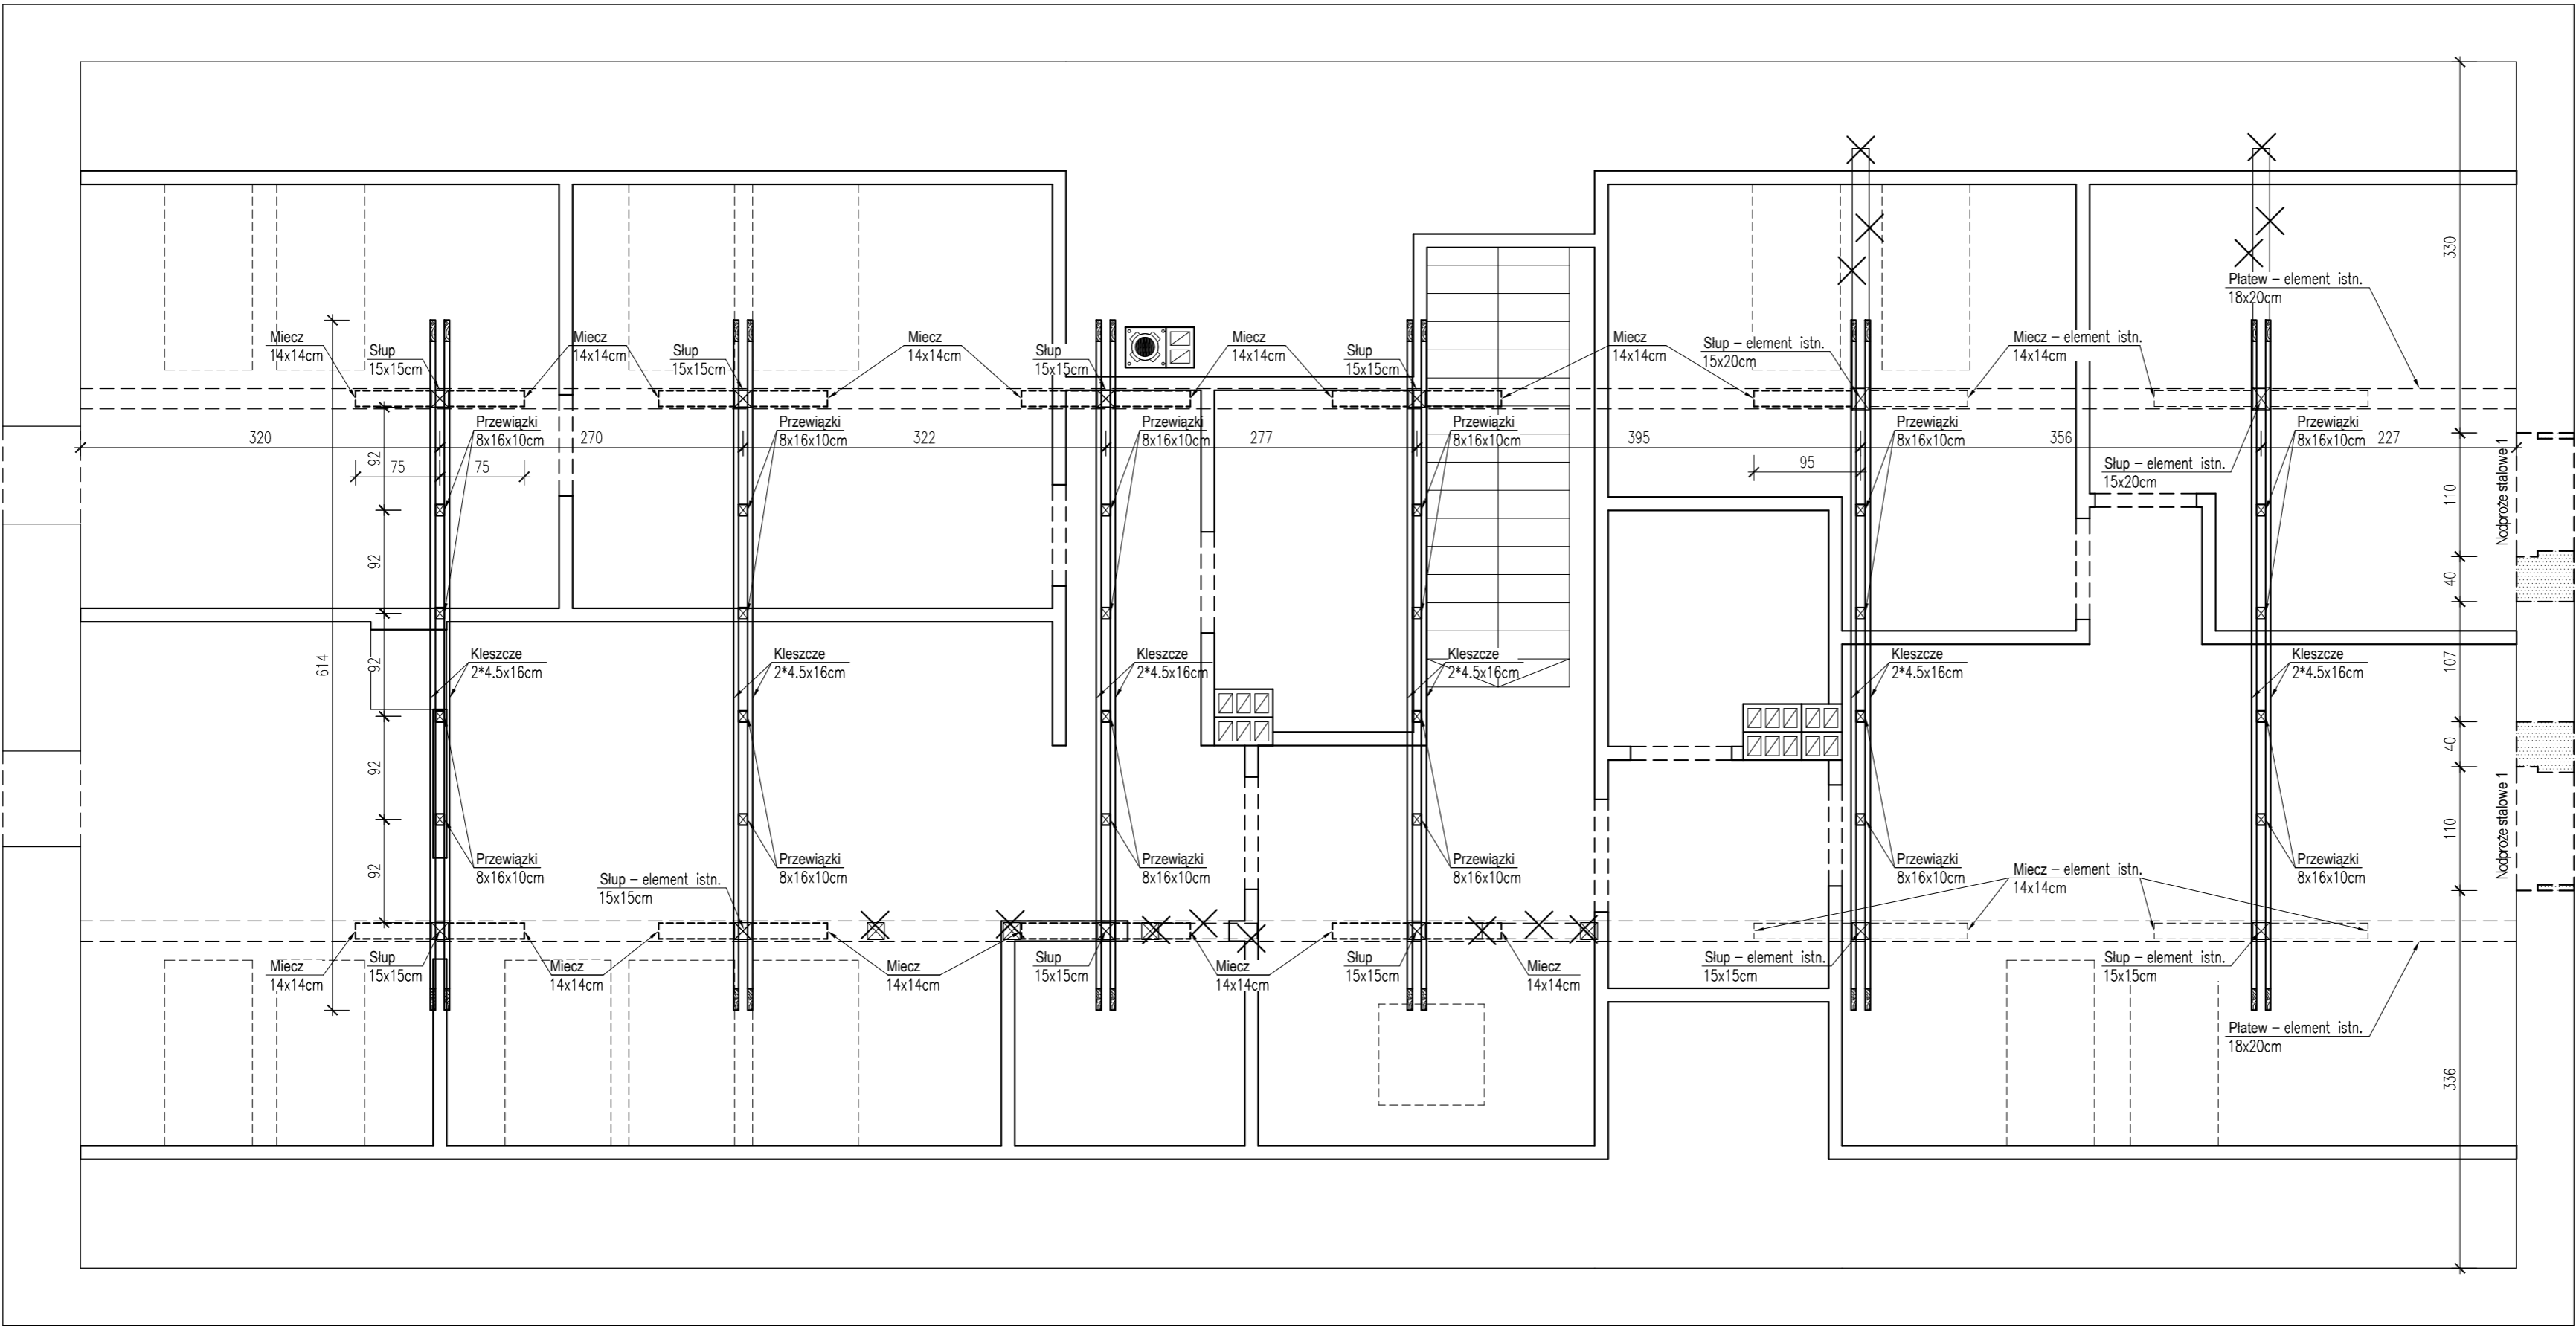 330
Płatew – element istn.
18x20cm
Miecz
14x14cm
Słup
15x15cm
Miecz
14x14cm
Słup
15x15cm
Miecz
14x14cm
Słup
15x15cm
Miecz
14x14cm
Słup
15x15cm
Miecz
14x14cm
Słup – element istn.
15x20cm
Miecz – element istn.
14x14cm
Przewiązki
8x16x10cm
Przewiązki
8x16x10cm
Przewiązki
8x16x10cm
Przewiązki
8x16x10cm
Przewiązki
8x16x10cm
Przewiązki
8x16x10cm
320
270
322
277
395
356
227
92
75
75
95
Słup – element istn.
15x20cm
Nadproże stalowe 1
110
92
40
614
92
Kleszcze
2*4.5x16cm
Kleszcze
2*4.5x16cm
Kleszcze
2*4.5x16cm
Kleszcze
2*4.5x16cm
Kleszcze
2*4.5x16cm
Kleszcze
2*4.5x16cm
107
92
40
92
110
Nadproże stalowe 1
Przewiązki
8x16x10cm
Przewiązki
8x16x10cm
Przewiązki
8x16x10cm
Przewiązki
8x16x10cm
Przewiązki
8x16x10cm
Przewiązki
8x16x10cm
Słup – element istn.
15x15cm
Miecz – element istn.
14x14cm
Miecz
14x14cm
Słup
15x15cm
Miecz
14x14cm
Miecz
14x14cm
Słup
15x15cm
Miecz
14x14cm
Słup
15x15cm
Miecz
14x14cm
Słup – element istn.
15x15cm
Słup – element istn.
15x15cm
Płatew – element istn.
18x20cm
336